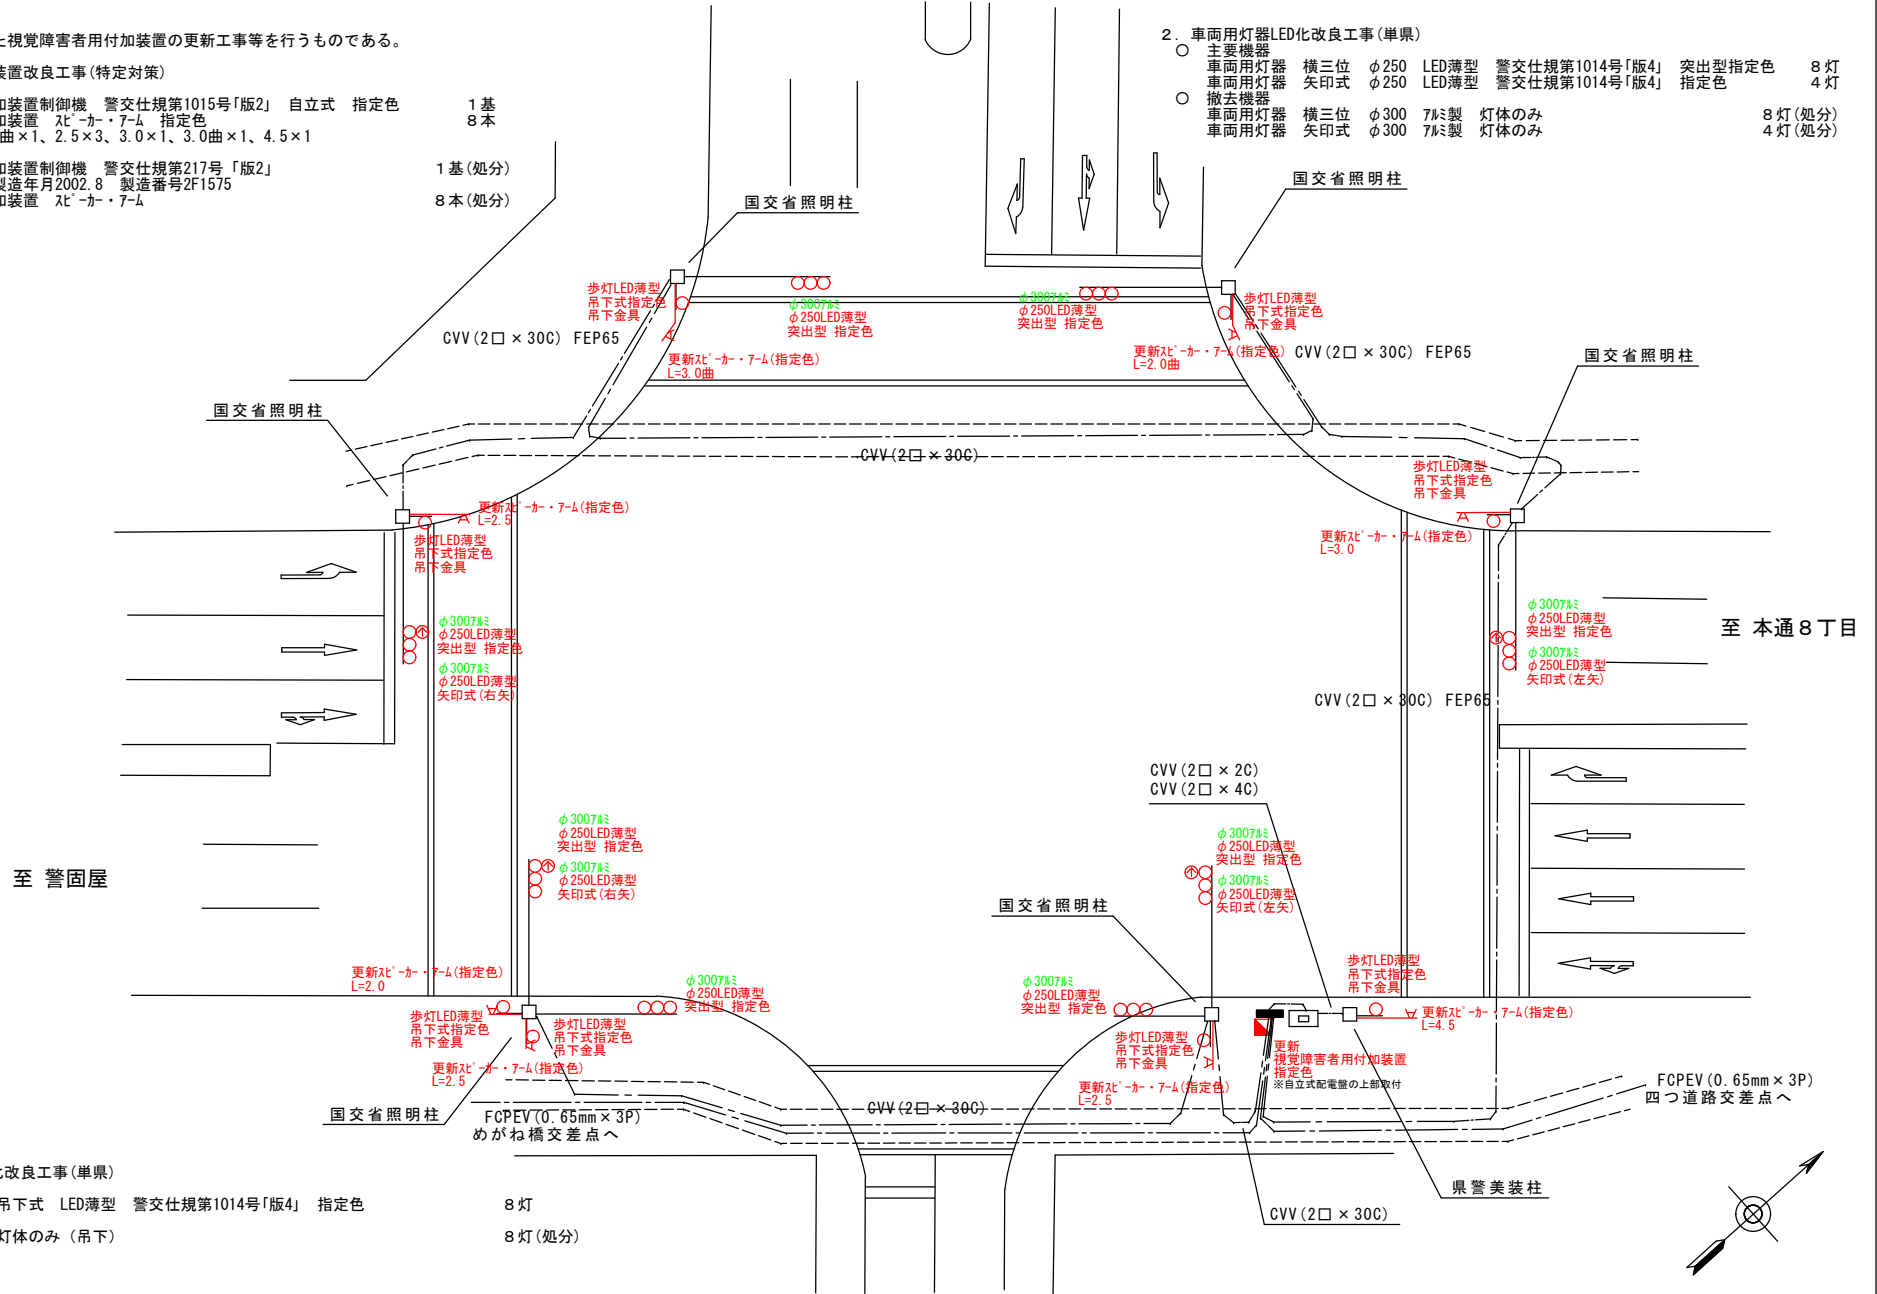 た視覚障害者用付加装置の更新工事等を行うものである。
装置改良工事(特定対策)
加装置制御機 警交仕規第1015号「版2」 自立式 指定色 1基
加装置 スピーカー・アーム 指定色 8本
曲×1、2.5×3、3.0×1、3.0曲×1、4.5×1
加装置制御機 警交仕規第217号「版2」 1基(処分)
製造年月2002.8 製造番号2F1575
加装置 スピーカー・アーム 8本(処分)
2. 車両用灯器LED化改良工事(単県)
○ 主要機器
車両用灯器 横三位 φ250 LED薄型 警交仕規第1014号「版4」 突出型指定色 8灯
車両用灯器 矢印式 φ250 LED薄型 警交仕規第1014号「版4」 指定色 4灯
○ 撤去機器
車両用灯器 横三位 φ300 アルミ製 灯体のみ 8灯(処分)
車両用灯器 矢印式 φ300 アルミ製 灯体のみ 4灯(処分)
国交省照明柱
国交省照明柱
歩灯LED薄型
吊下式指定色
吊下金具
φ300アルミ
φ250LED薄型
突出型 指定色
φ300アルミ
φ250LED薄型
突出型 指定色
歩灯LED薄型
吊下式指定色
吊下金具
CVV(2□×30C) FEP65
更新スピーカー・アーム(指定色)
L=3.0曲
更新スピーカー・アーム(指定色)
L=2.0曲
CVV(2□×30C) FEP65
国交省照明柱
国交省照明柱
CVV(2□×30C)
歩灯LED薄型
吊下式指定色
吊下金具
更新スピーカー・アーム(指定色)
L=2.5
歩灯LED薄型
吊下式指定色
吊下金具
更新スピーカー・アーム(指定色)
L=3.0
φ300アルミ
φ250LED薄型
突出型 指定色
φ300アルミ
φ250LED薄型
矢印式(右矢)
φ300アルミ
φ250LED薄型
突出型 指定色
φ300アルミ
φ250LED薄型
矢印式(左矢)
至 本通8丁目
CVV(2□×30C) FEP65
CVV(2□×2C)
CVV(2□×4C)
φ300アルミ
φ250LED薄型
突出型 指定色
φ300アルミ
φ250LED薄型
矢印式(右矢)
φ300アルミ
φ250LED薄型
突出型 指定色
φ300アルミ
φ250LED薄型
矢印式(左矢)
至 警固屋
国交省照明柱
更新スピーカー・アーム(指定色)
L=2.0
φ300アルミ
φ250LED薄型
突出型 指定色
φ300アルミ
φ250LED薄型
突出型 指定色
歩灯LED薄型
吊下式指定色
吊下金具
歩灯LED薄型
吊下式指定色
吊下金具
歩灯LED薄型
吊下式指定色
吊下金具
更新スピーカー・アーム(指定色)
L=2.5
歩灯LED薄型
吊下式指定色
吊下金具
更新スピーカー・アーム(指定色)
L=2.5
更新スピーカー・アーム(指定色)
L=4.5
更新
視覚障害者用付加装置
指定色
※自立式配電盤の上部取付
国交省照明柱
FCPEV(0.65mm×3P)
めがね橋交差点へ
CVV(2□×30C)
FCPEV(0.65mm×3P)
四つ道路交差点へ
県警美装柱
CVV(2□×30C)
化改良工事(単県)
吊下式 LED薄型 警交仕規第1014号「版4」 指定色 8灯
灯体のみ(吊下) 8灯(処分)